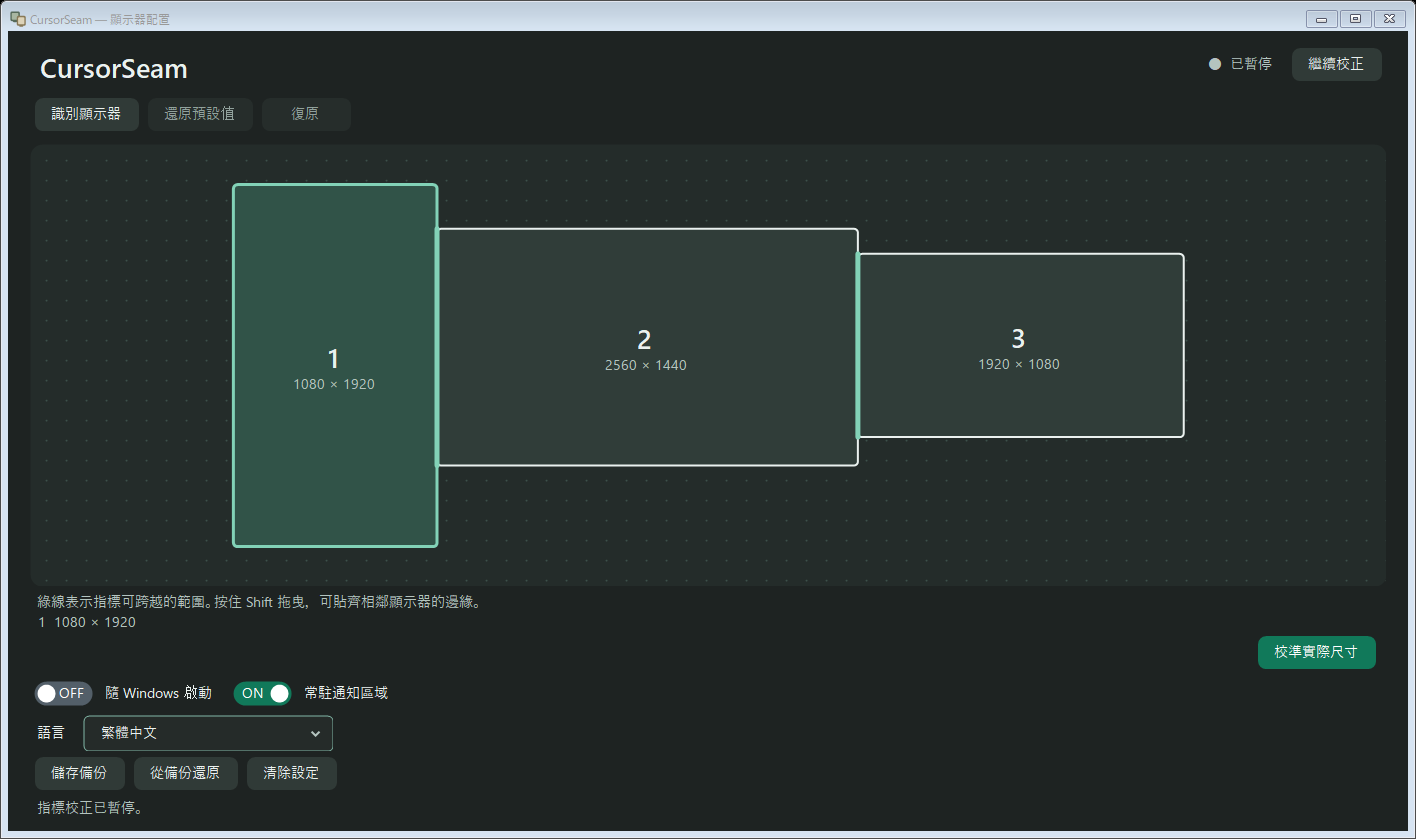 CursorSeam — 顯示器配置
CursorSeam
已暫停
繼續校正
識別顯示器
還原預設值
復原
1
1080 × 1920
2
2560 × 1440
3
1920 × 1080
綠線表示指標可跨越的範圍。按住 Shift 拖曳，可貼齊相鄰顯示器的邊緣。
1 1080 × 1920
校準實際尺寸
OFF 隨 Windows 啟動
ON 常駐通知區域
語言 繁體中文
儲存備份
從備份還原
清除設定
指標校正已暫停。